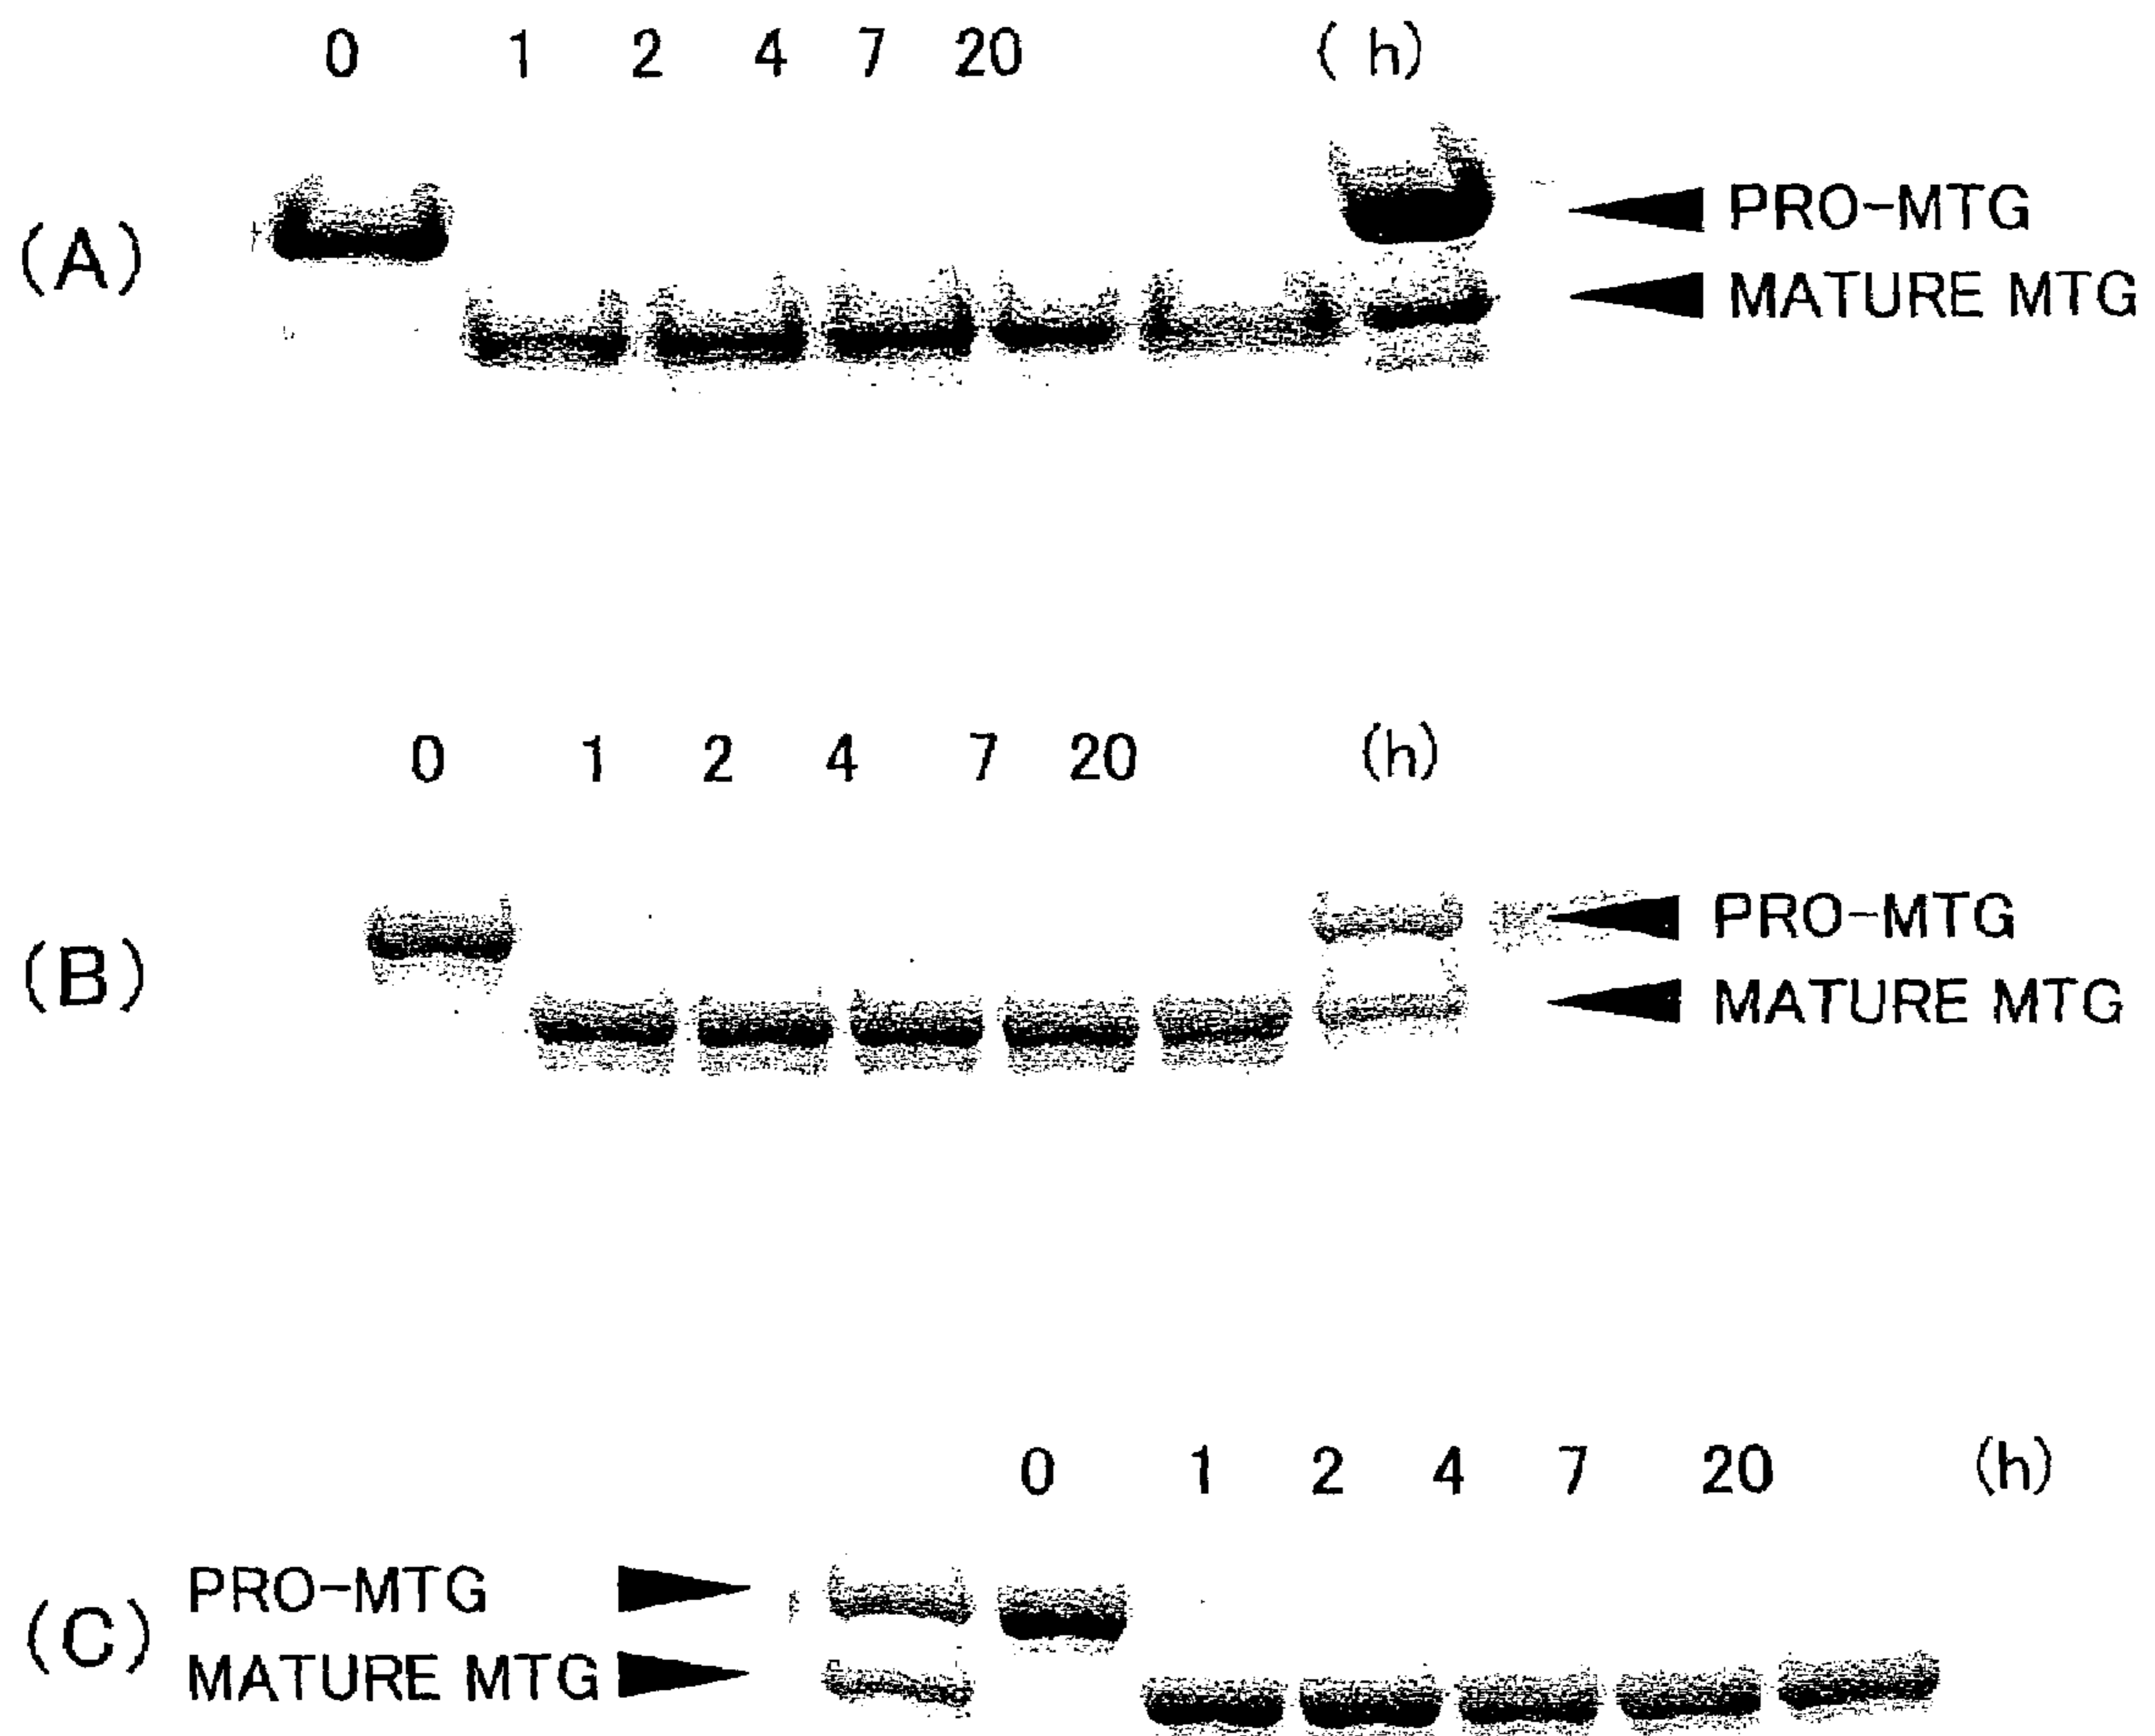 0 1 2 4 7 20 ( h)
(A)
PRO-MTG
MATURE MTG
0 1 2 4 7 20 (h)
(B)
PRO-MTG
MATURE MTG
0 1 2 4 7 20 (h)
(C)
PRO-MTG
MATURE MTG